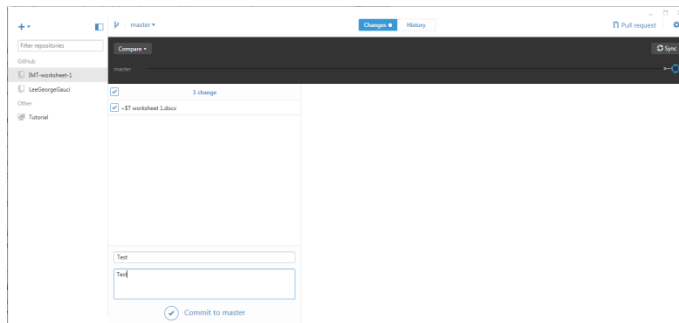 master
Changes
History
Pull request
Filter repositories
Compare
Sync
GitHub
master
IMT-worksheet-1
LeeGeorgeGauci
Other
Tutorial
1 change
~$T worksheet 1.docx
Test
Test
Commit to master